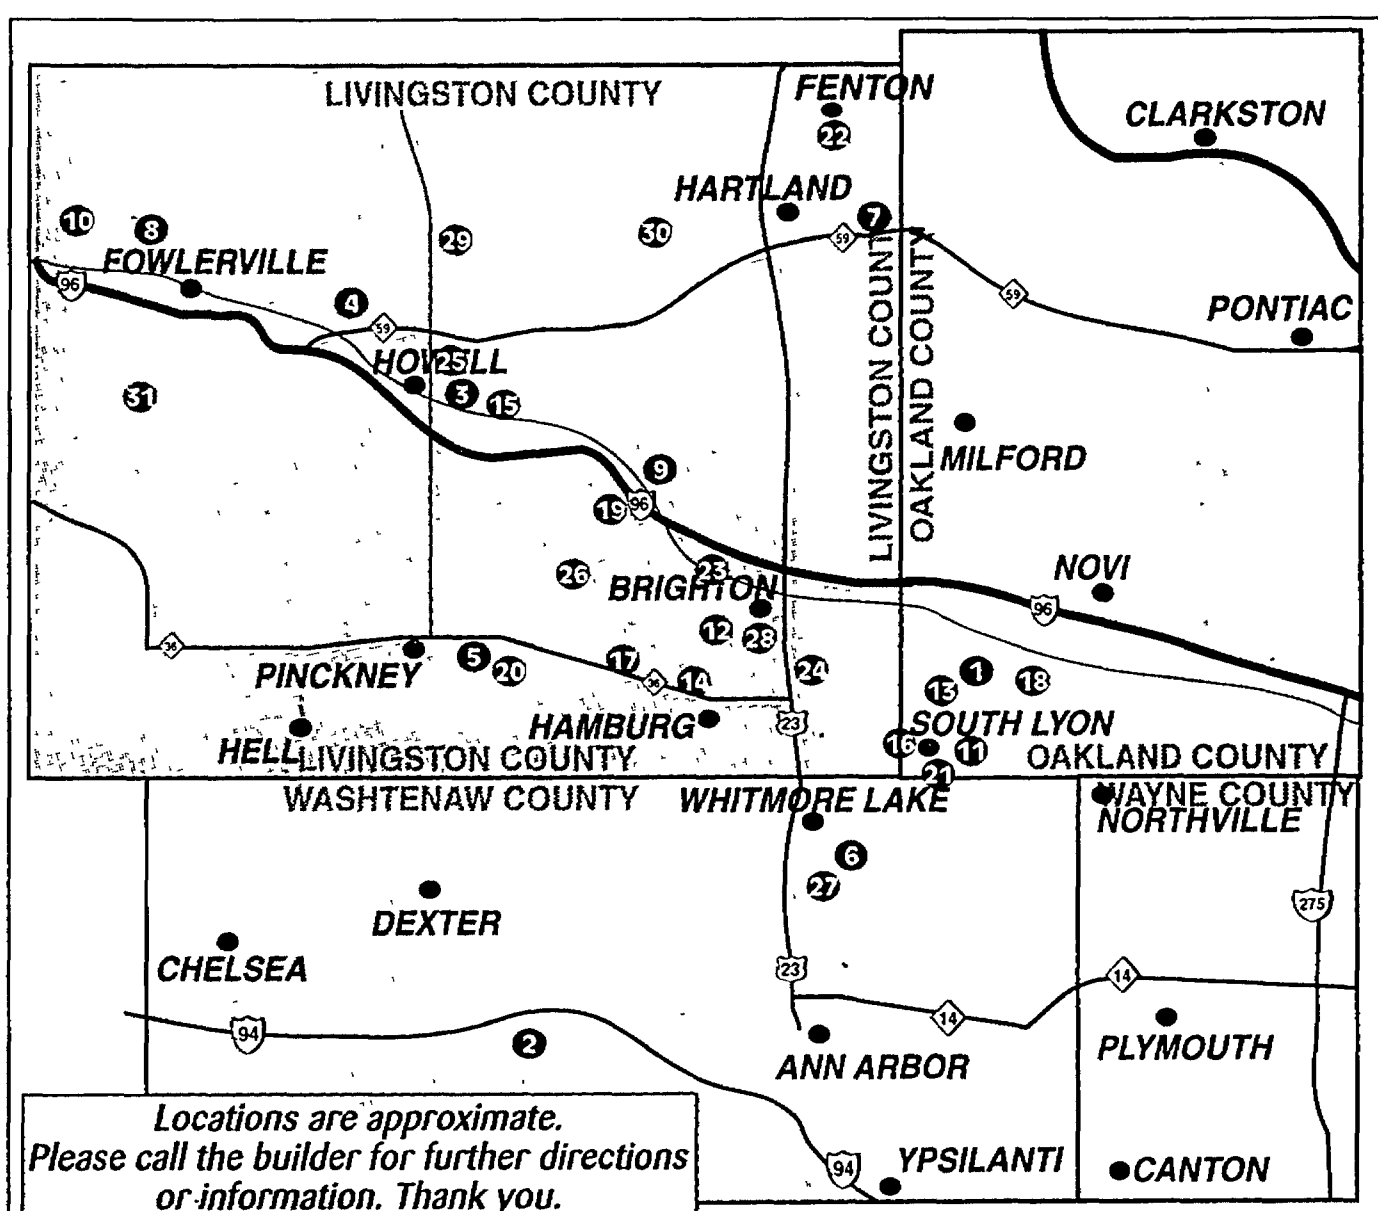 LIVINGSTON COUNTY
FENTON
CLARKSTON
22
HARTLAND
10
8
7
29
30
59
FOWLERVILLE
96
4
59
59
PONTIAC
HOWELL
25
3
15
31
LIVINGSTON COUNTY
OAKLAND COUNTY
MILFORD
9
96
19
26
23
BRIGHTON
NOVI
96
12
28
36
5
20
17
36
14
24
1
13
18
PINCKNEY
HAMBURG
23
SOUTH LYON
16
11
21
HELL
LIVINGSTON COUNTY
OAKLAND COUNTY
WASHTENAW COUNTY
WHITMORE LAKE
WAYNE COUNTY
NORTHVILLE
6
27
DEXTER
275
CHELSEA
23
14
14
94
2
ANN ARBOR
PLYMOUTH
94
YPSILANTI
CANTON
Locations are approximate.
Please call the builder for further directions
or information. Thank you.